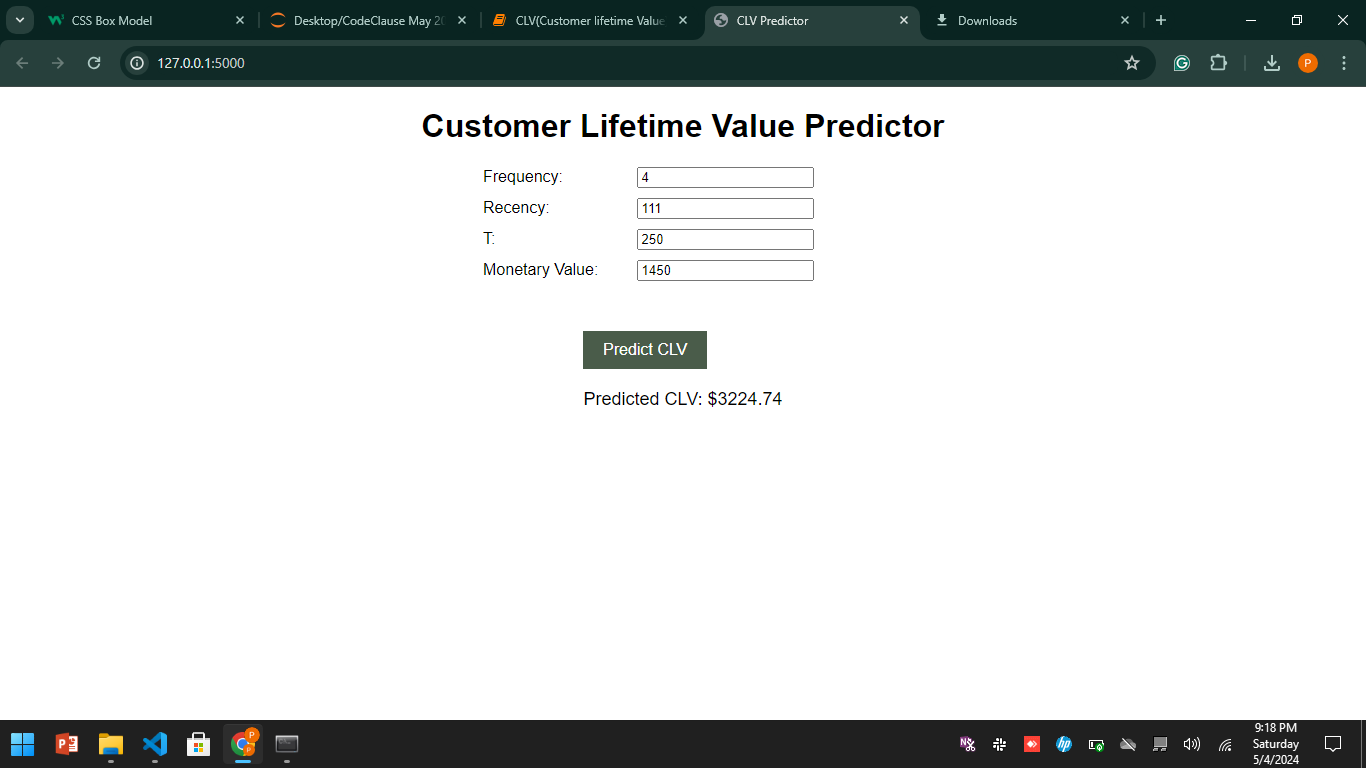 CSS Box Model
Desktop/CodeClause May 20
CLV(Customer lifetime Value
CLV Predictor
Downloads
127.0.0.1:5000
P
Customer Lifetime Value Predictor
Frequency: 4
Recency: 111
T: 250
Monetary Value: 1450
Predict CLV
Predicted CLV: $3224.74
9:18 PM
Saturday
5/4/2024